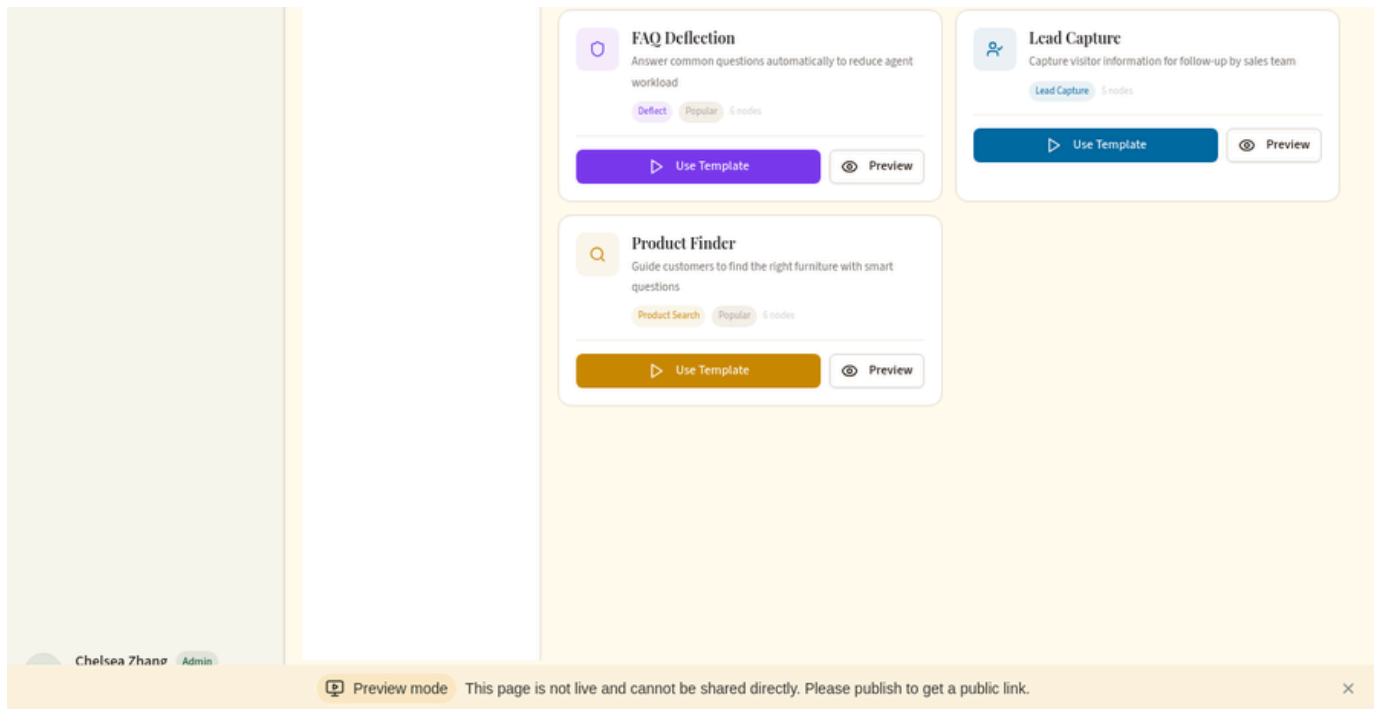 FAQ Deflection
Answer common questions automatically to reduce agent
workload
Deflect Popular 6 nodes
Use Template Preview
Lead Capture
Capture visitor information for follow-up by sales team
Lead Capture 5 nodes
Use Template Preview
Product Finder
Guide customers to find the right furniture with smart
questions
Product Search Popular 6 nodes
Use Template Preview
Chelsea Zhang Admin
Preview mode This page is not live and cannot be shared directly. Please publish to get a public link.